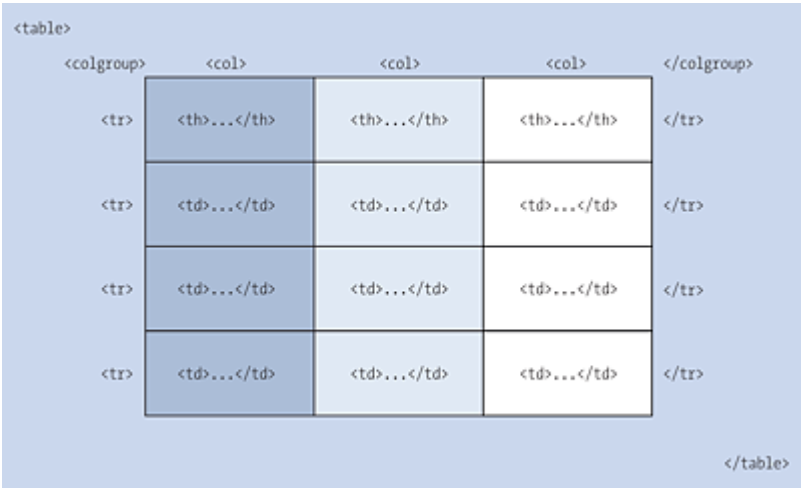 <table>
<colgroup> <col> <col> <col> </colgroup>
<tr> <th>...</th> <th>...</th> <th>...</th> </tr>
<tr> <td>...</td> <td>...</td> <td>...</td> </tr>
<tr> <td>...</td> <td>...</td> <td>...</td> </tr>
<tr> <td>...</td> <td>...</td> <td>...</td> </tr>
</table>